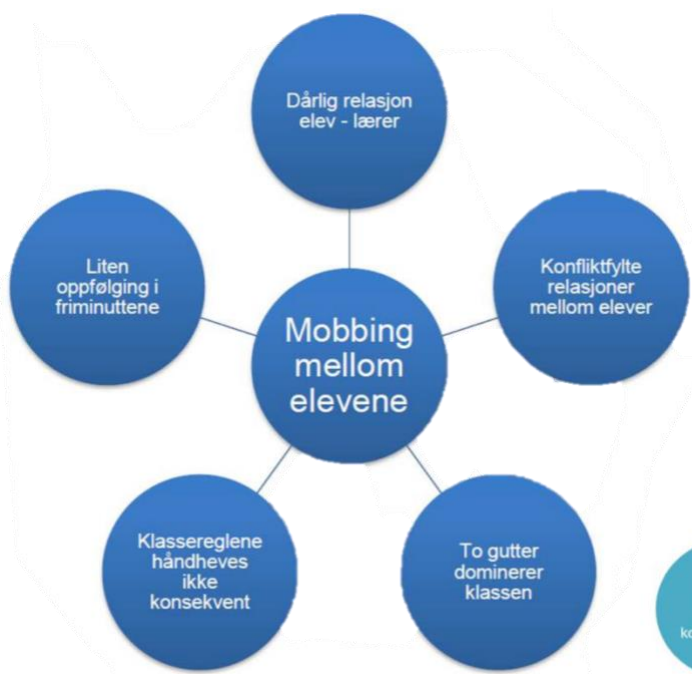 Dårlig relasjon
elev - lærer
Liten
oppfølging i
friminuttene
Konfliktfylte
relasjoner
mellom elever
Mobbing
mellom
elevene
Klassereglene
håndheves
ikke
konsekvent
To gutter
dominerer
klassen